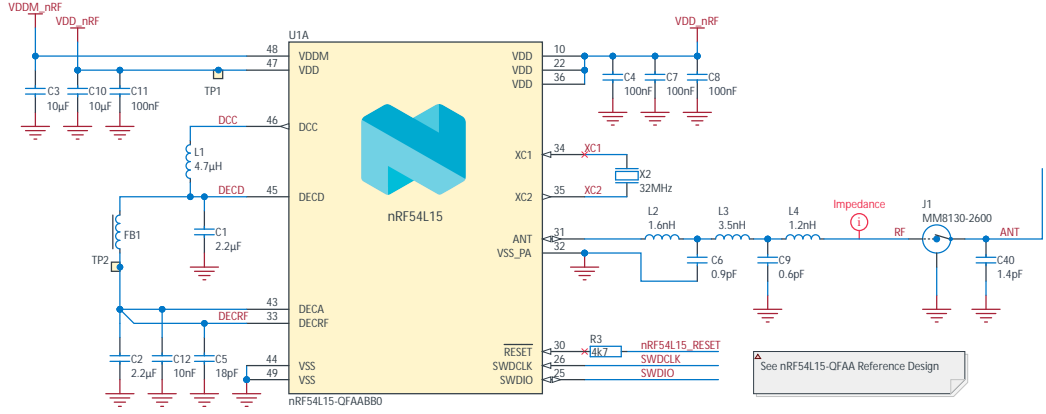 VDDM_nRF
VDD_nRF
VDD_nRF
U1A
48
VDDM
47
VDD
10
VDD
22
VDD
36
VDD
C3
10µF
C10
10µF
C11
100nF
TP1
C4
100nF
C7
100nF
C8
100nF
DCC
46
DCC
L1
4.7µH
34
XC1
XC1
X2
32MHz
35
XC2
XC2
DECD
45
DECD
nRF54L15
C1
2.2µF
FB1
TP2
31
ANT
32
VSS_PA
L2
1.6nH
L3
3.5nH
L4
1.2nH
C6
0.9pF
C9
0.6pF
Impedance
i
RF
J1
MM8130-2600
ANT
C40
1.4pF
43
DECA
DECRF
33
DECRF
C2
2.2µF
C12
10nF
C5
18pF
44
VSS
49
VSS
30
RESET
R3
4k7
nRF54L15_RESET
26
SWDCLK
SWDCLK
25
SWDIO
SWDIO
nRF54L15-QFAABB0
See nRF54L15-QFAA Reference Design